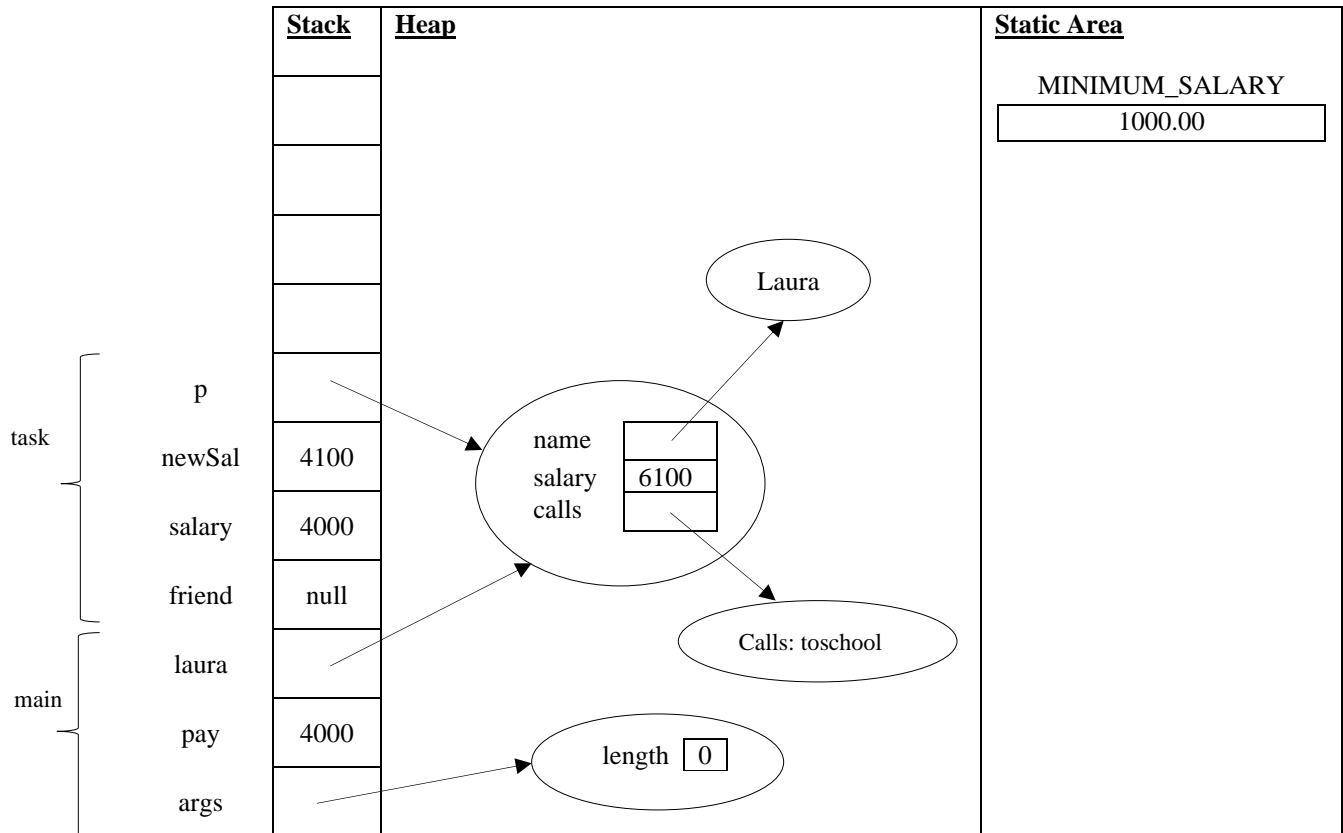 Stack
Heap
Static Area
MINIMUM_SALARY
1000.00
Laura
p
task
name
newSal
4100
salary
6100
calls
salary
4000
friend
null
Calls: toschool
laura
main
pay
4000
length
0
args